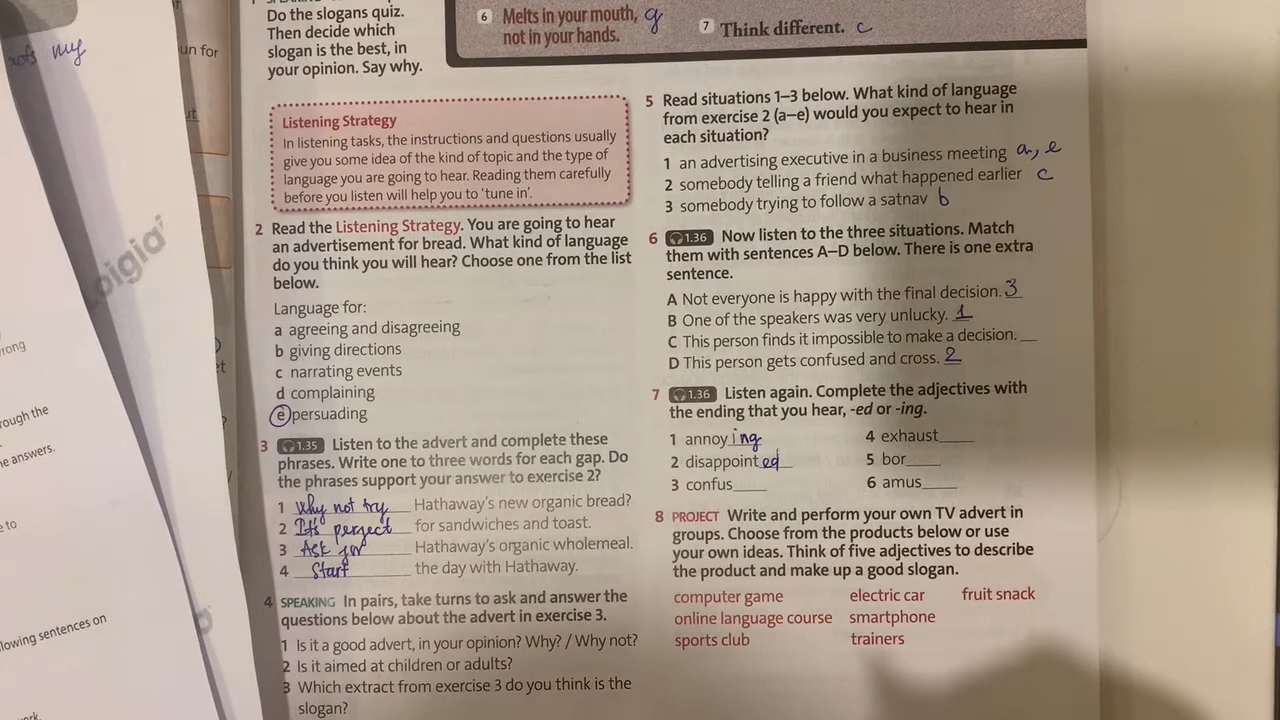 Do the slogans quiz.
Then decide which
slogan is the best, in
your opinion. Say why.
6 Melts in your mouth, g
not in your hands.
7 Think different. c
my
un for
Listening Strategy
In listening tasks, the instructions and questions usually
give you some idea of the kind of topic and the type of
language you are going to hear. Reading them carefully
before you listen will help you to 'tune in'.
2 Read the Listening Strategy. You are going to hear
an advertisement for bread. What kind of language
do you think you will hear? Choose one from the list
below.
Language for:
a agreeing and disagreeing
b giving directions
c narrating events
d complaining
e persuading
3 1.35 Listen to the advert and complete these
phrases. Write one to three words for each gap. Do
the phrases support your answer to exercise 2?
1 Why not try Hathaway's new organic bread?
2 It's perfect for sandwiches and toast.
3 Ask for Hathaway's organic wholemeal.
4 Start the day with Hathaway.
4 SPEAKING In pairs, take turns to ask and answer the
questions below about the advert in exercise 3.
1 Is it a good advert, in your opinion? Why? / Why not?
2 Is it aimed at children or adults?
3 Which extract from exercise 3 do you think is the
slogan?
5 Read situations 1–3 below. What kind of language
from exercise 2 (a–e) would you expect to hear in
each situation?
1 an advertising executive in a business meeting a, e
2 somebody telling a friend what happened earlier c
3 somebody trying to follow a satnav b
6 1.36 Now listen to the three situations. Match
them with sentences A–D below. There is one extra
sentence.
A Not everyone is happy with the final decision. 3
B One of the speakers was very unlucky. 1
C This person finds it impossible to make a decision. __
D This person gets confused and cross. 2
7 1.36 Listen again. Complete the adjectives with
the ending that you hear, -ed or -ing.
1 annoying
2 disappointed
3 confus____
4 exhaust____
5 bor____
6 amus____
8 PROJECT Write and perform your own TV advert in
groups. Choose from the products below or use
your own ideas. Think of five adjectives to describe
the product and make up a good slogan.
computer game electric car fruit snack
online language course smartphone
sports club trainers
rong
rough the
e answers.
e to
lowing sentences on